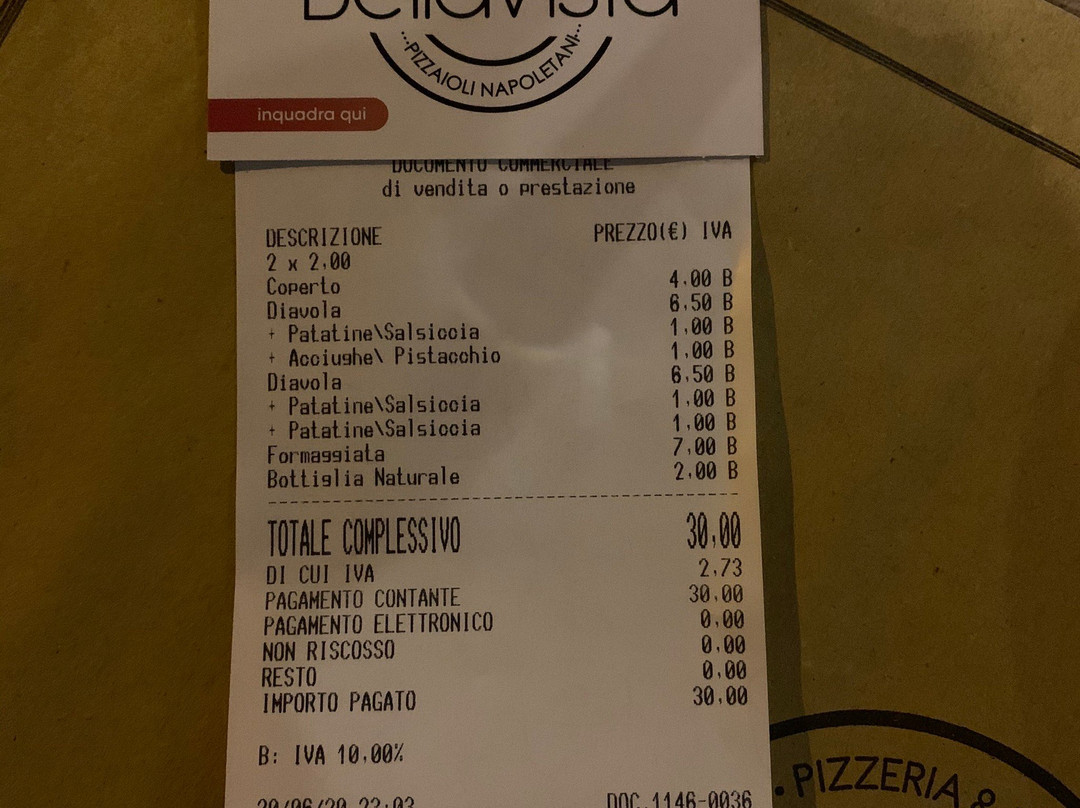 Bellavista
...PIZZAIOLI NAPOLETANI...
inquadra qui
DOCUMENTO COMMERCIALE
di vendita o prestazione
DESCRIZIONE PREZZO(€) IVA
2 x 2,00
Coperto 4,00 B
Diavola 6,50 B
+ Patatine\Salsiccia 1,00 B
+ Acciughe\ Pistacchio 1,00 B
Diavola 6,50 B
+ Patatine\Salsiccia 1,00 B
+ Patatine\Salsiccia 1,00 B
Formaggiata 7,00 B
Bottiglia Naturale 2,00 B
TOTALE COMPLESSIVO 30,00
DI CUI IVA 2,73
PAGAMENTO CONTANTE 30,00
PAGAMENTO ELETTRONICO 0,00
NON RISCOSSO 0,00
RESTO 0,00
IMPORTO PAGATO 30,00
B: IVA 10,00%
DOC.1146-0036
. PIZZERIA &